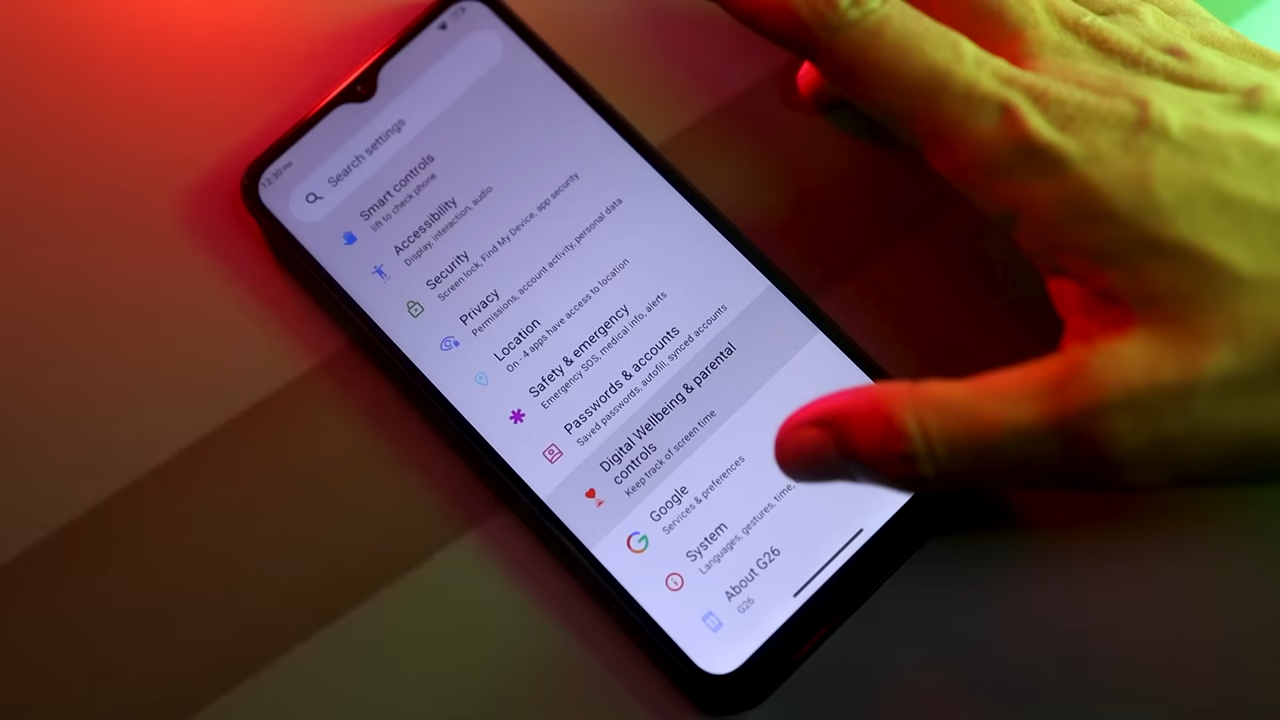 12:30 PM
Search settings
Smart controls
lift to check phone
Accessibility
Display, interaction, audio
Security
Screen lock, Find My Device, app security
Privacy
Permissions, account activity, personal data
Location
On - 4 apps have access to location
Safety & emergency
Emergency SOS, medical info, alerts
Passwords & accounts
Saved passwords, autofill, synced accounts
Digital Wellbeing & parental
controls
Keep track of screen time
Google
Services & preferences
System
Languages, gestures, time,
About G26
G26